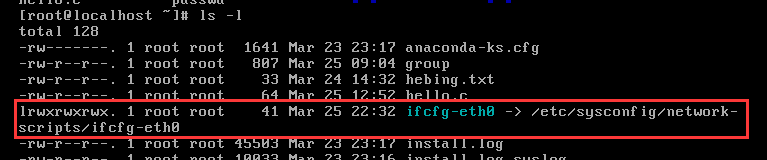 hello.c passwd
[root@localhost ~]# ls -l
total 128
-rw-------. 1 root root 1641 Mar 23 23:17 anaconda-ks.cfg
-rw-r--r--. 1 root root 807 Mar 25 09:04 group
-rw-r--r--. 1 root root 33 Mar 24 14:32 hebing.txt
-rw-r--r--. 1 root root 64 Mar 25 12:52 hello.c
lrwxrwxrwx. 1 root root 41 Mar 25 22:32 ifcfg-eth0 -> /etc/sysconfig/network-
scripts/ifcfg-eth0
-rw-r--r--. 1 root root 45503 Mar 23 23:17 install.log
-rw-r--r--. 1 root root 10033 Mar 23 23:16 install.log.syslog